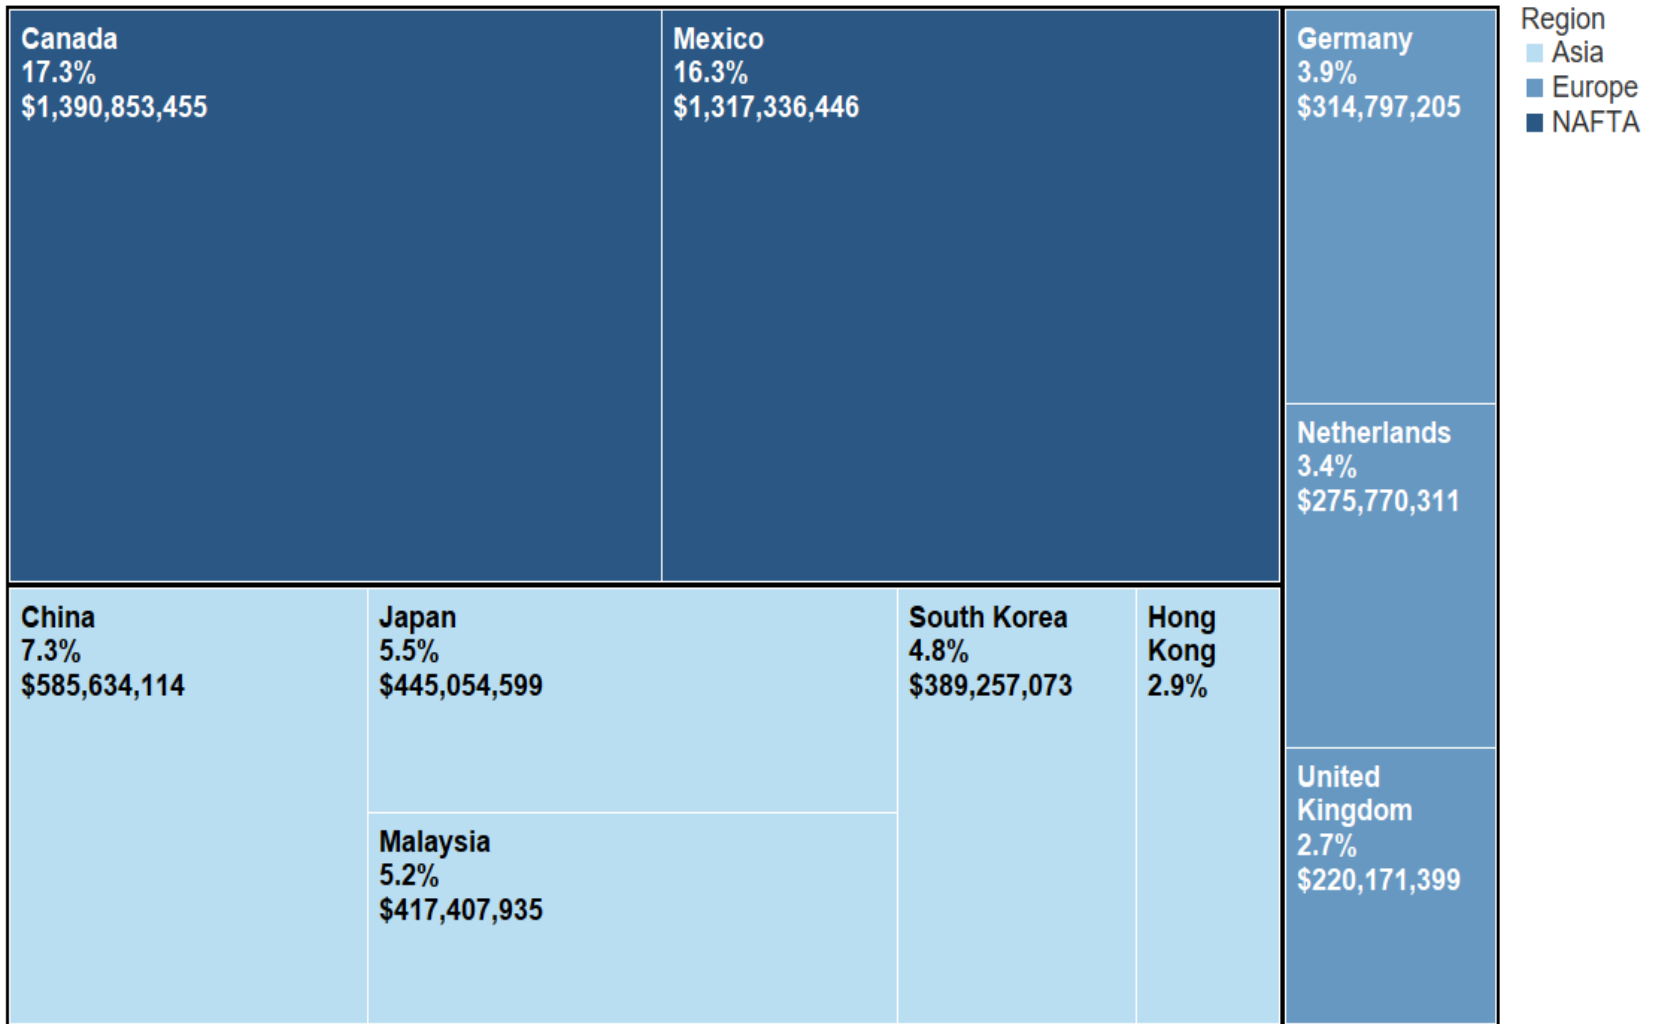 Canada
17.3%
$1,390,853,455
Mexico
16.3%
$1,317,336,446
Germany
3.9%
$314,797,205
Netherlands
3.4%
$275,770,311
United
Kingdom
2.7%
$220,171,399
China
7.3%
$585,634,114
Japan
5.5%
$445,054,599
Malaysia
5.2%
$417,407,935
South Korea
4.8%
$389,257,073
Hong
Kong
2.9%
Region
Asia
Europe
NAFTA